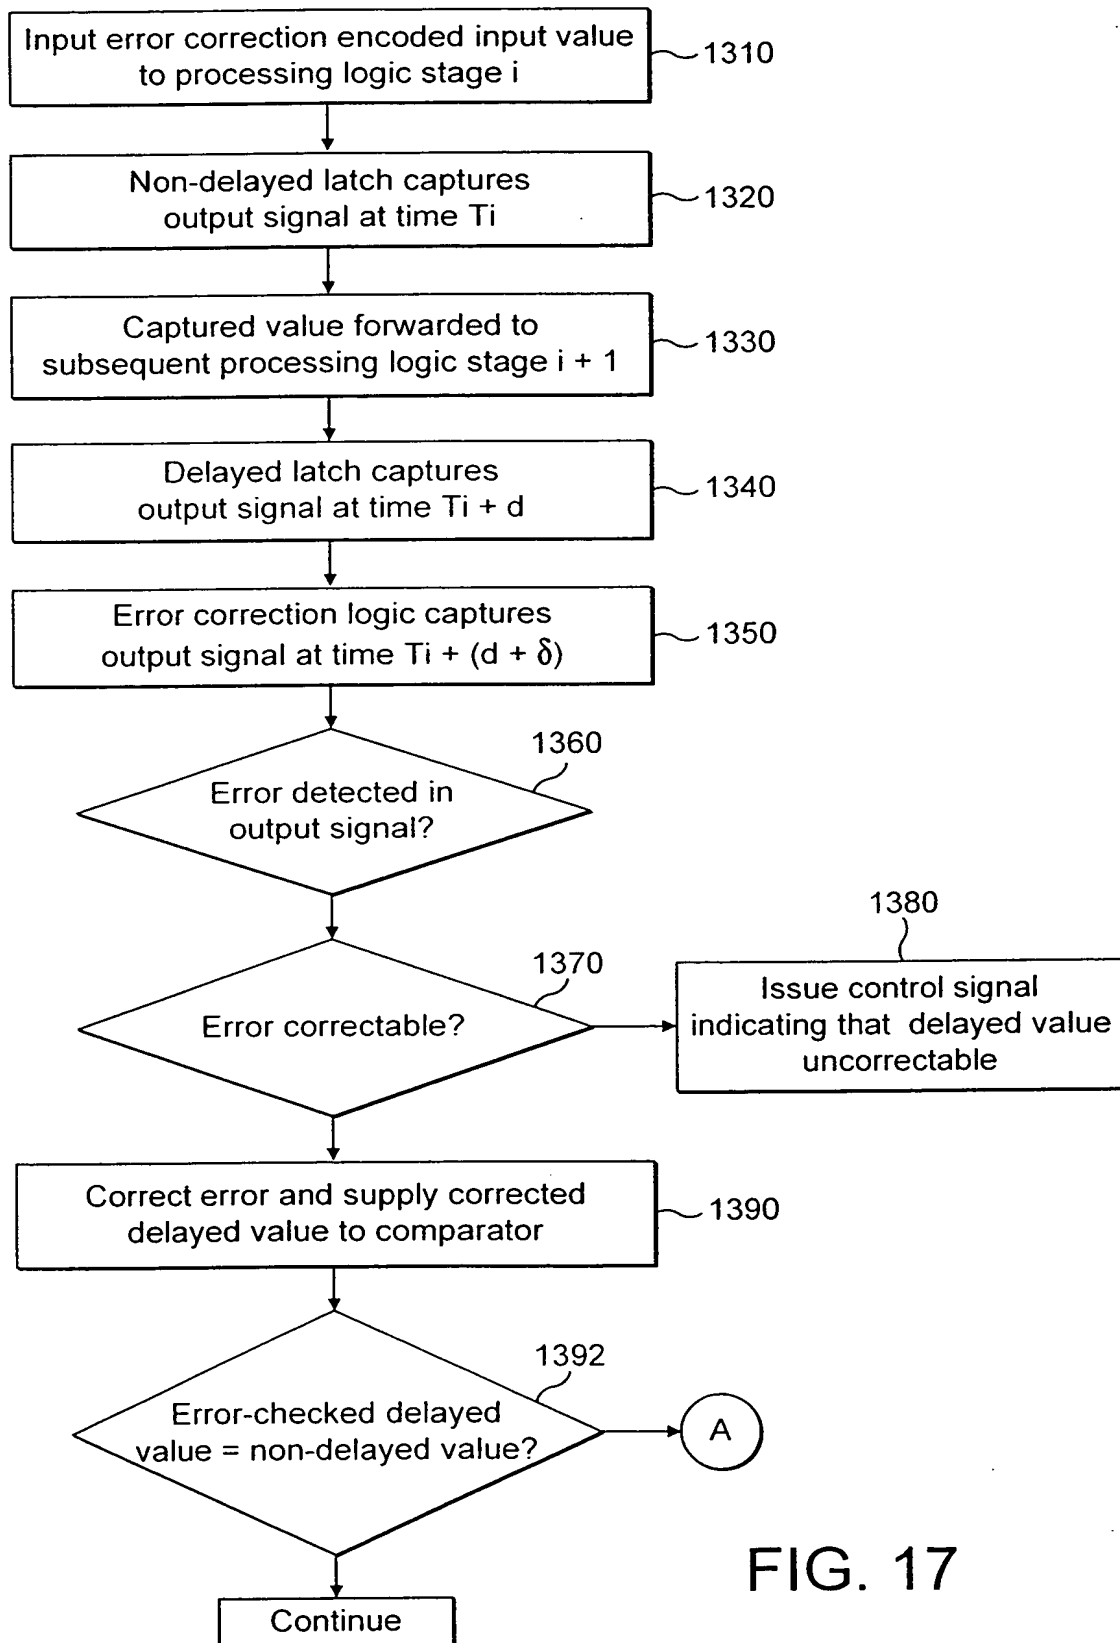 Input error correction encoded input value
to processing logic stage i
1310
Non-delayed latch captures
output signal at time Ti
1320
Captured value forwarded to
subsequent processing logic stage i + 1
1330
Delayed latch captures
output signal at time Ti + d
1340
Error correction logic captures
output signal at time Ti + (d + δ)
1350
1360
Error detected in
output signal?
1370
Error correctable?
1380
Issue control signal
indicating that delayed value
uncorrectable
Correct error and supply corrected
delayed value to comparator
1390
1392
Error-checked delayed
value = non-delayed value?
A
Continue
FIG. 17